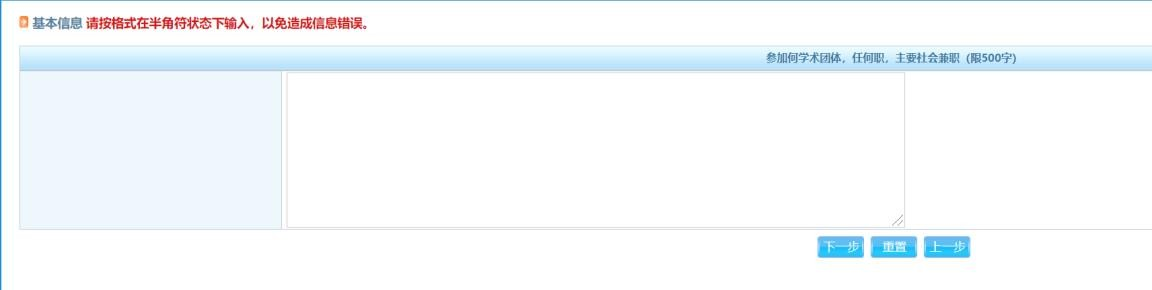 基本信息 请按格式在半角符状态下输入，以免造成信息错误。
参加何学术团体，任何职，主要社会兼职（限500字）
下一步 重置 上一步